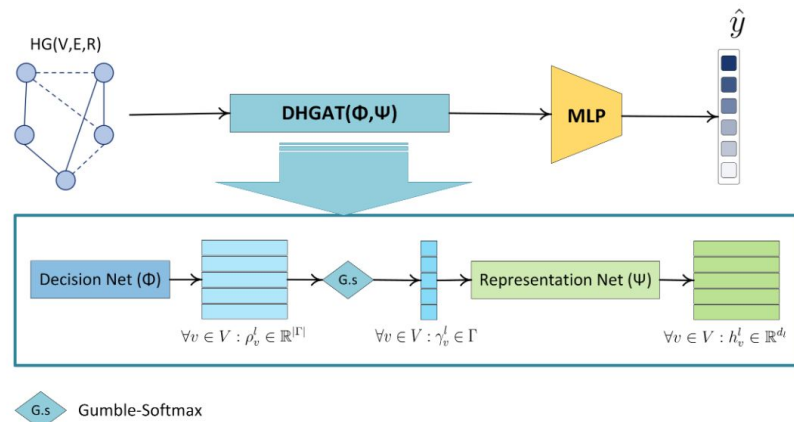 HG(V,E,R)
ŷ
DHGAT(Φ,Ψ)
MLP
Decision Net (Φ)
G.s
Representation Net (Ψ)
∀v ∈ V : ρ_v^l ∈ ℝ^{|Γ|}
∀v ∈ V : γ_v^l ∈ Γ
∀v ∈ V : h_v^l ∈ ℝ^{d_l}
G.s
Gumble-Softmax